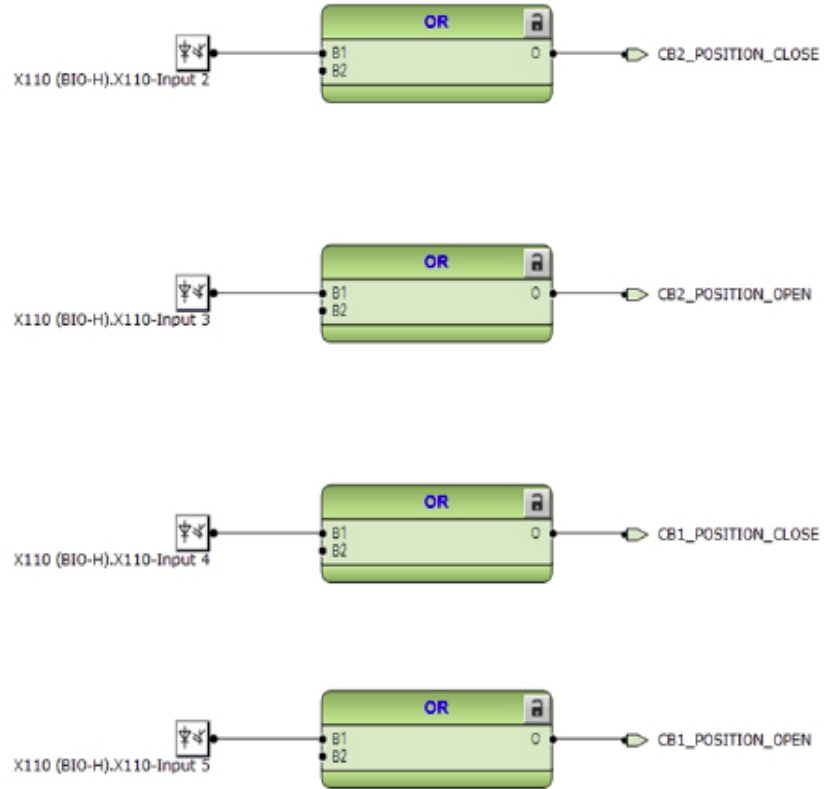 OR
B1 O
B2
X110 (BIO-H).X110-Input 2
CB2_POSITION_CLOSE
OR
B1 O
B2
X110 (BIO-H).X110-Input 3
CB2_POSITION_OPEN
OR
B1 O
B2
X110 (BIO-H).X110-Input 4
CB1_POSITION_CLOSE
OR
B1 O
B2
X110 (BIO-H).X110-Input 5
CB1_POSITION_OPEN